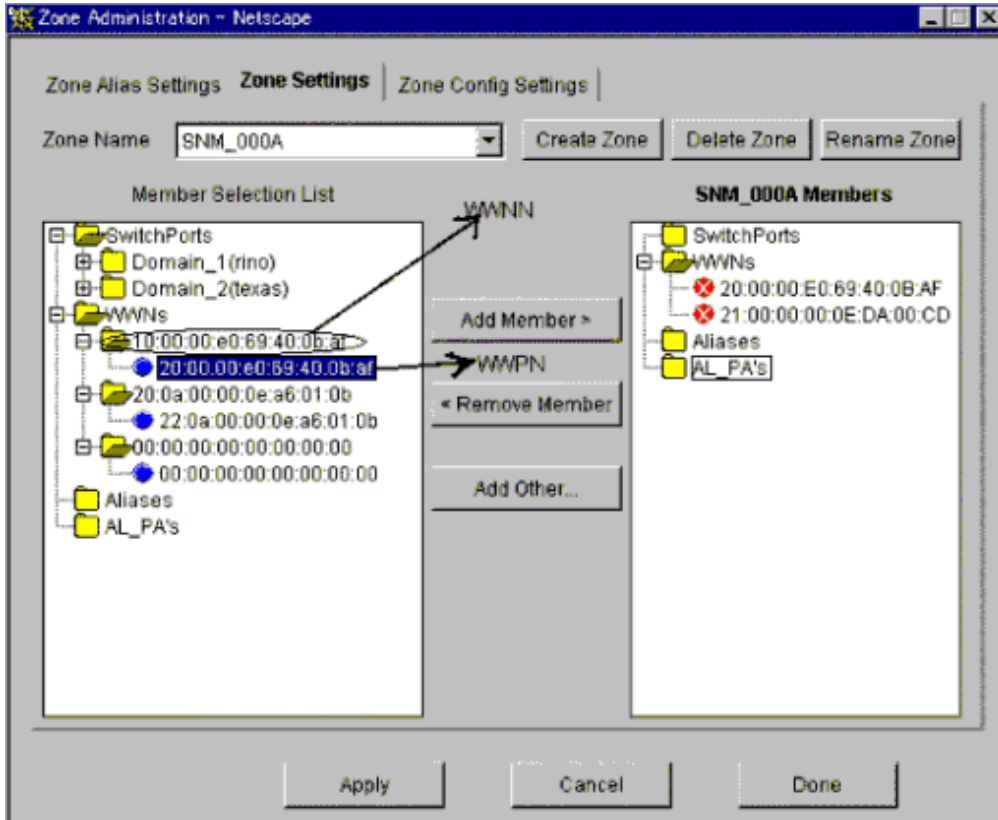 Zone Administration - Netscape
Zone Alias Settings
Zone Settings
Zone Config Settings
Zone Name
SNM_000A
Create Zone
Delete Zone
Rename Zone
Member Selection List
SwitchPorts
Domain_1(rino)
Domain_2(texas)
WWNs
10:00:00:e0:69:40:0b:af
20:00:00:e0:69:40:0b:af
20:0a:00:00:0e:a6:01:0b
22:0a:00:00:0e:a6:01:0b
00:00:00:00:00:00:00:00
00:00:00:00:00:00:00:00
Aliases
AL_PA's
WWNN
Add Member >
WWPN
< Remove Member
Add Other...
SNM_000A Members
SwitchPorts
WWNs
20:00:00:E0:69:40:0B:AF
21:00:00:00:0E:DA:00:CD
Aliases
AL_PA's
Apply
Cancel
Done